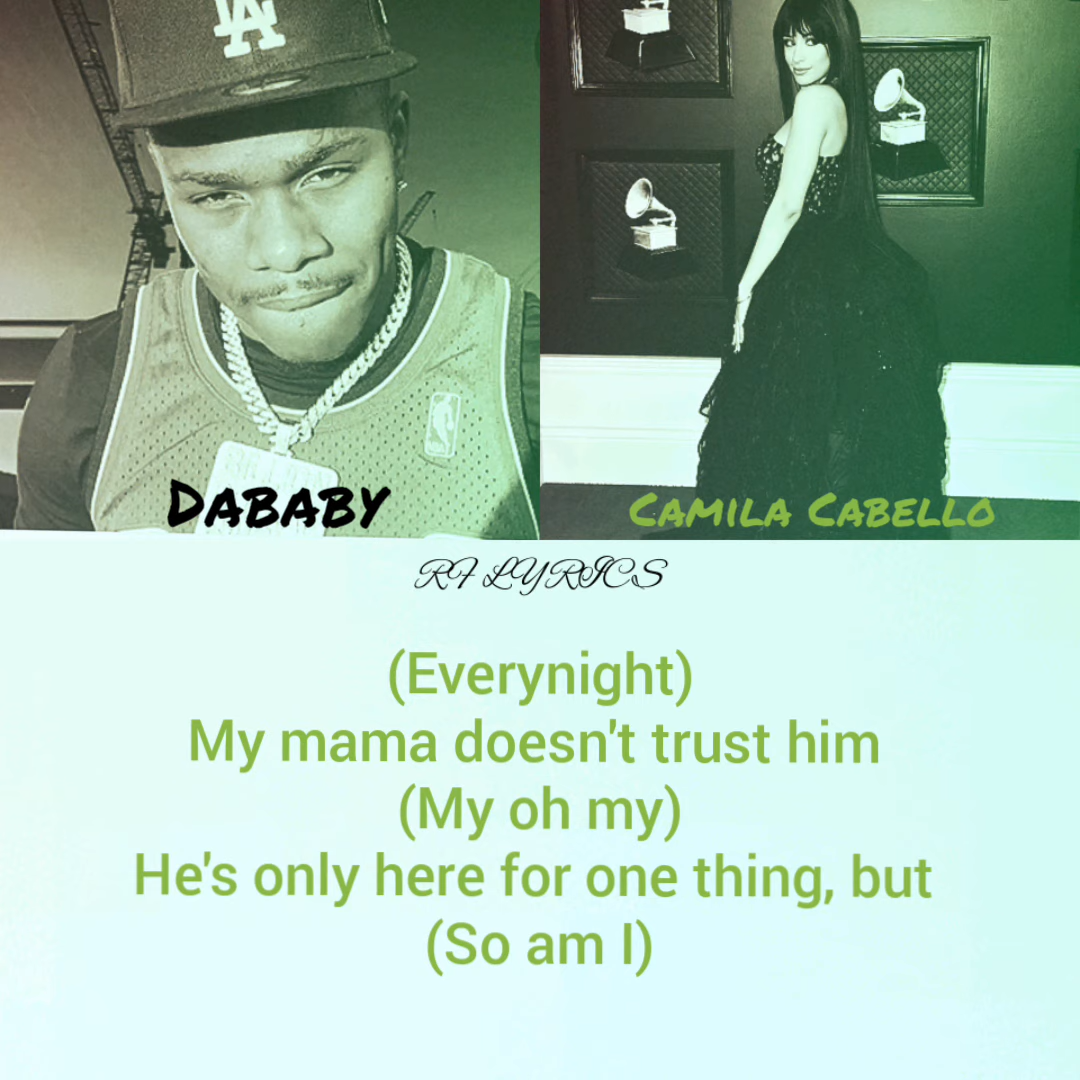 LA
DABABY
CAMILA CABELLO
RF LYRICS
(Everynight)
My mama doesn't trust him
(My oh my)
He's only here for one thing, but
(So am I)